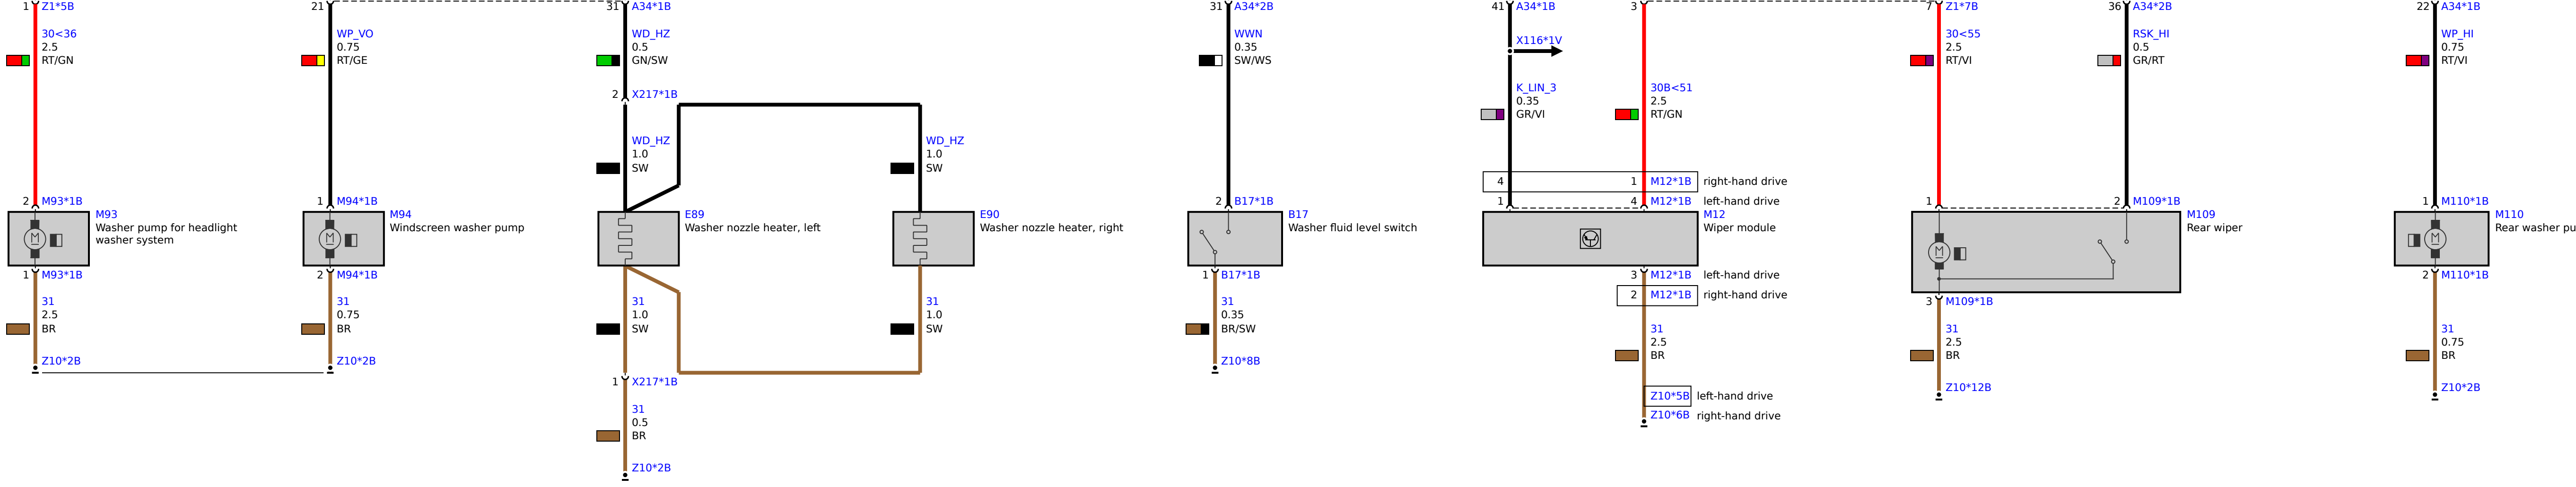 1 Z1*5B
30<36
2.5
RT/GN
2 M93*1B
M93
Washer pump for headlight
washer system
M
1 M93*1B
31
2.5
BR
Z10*2B
21
WP_VO
0.75
RT/GE
1 M94*1B
M94
Windscreen washer pump
M
2 M94*1B
31
0.75
BR
Z10*2B
31 A34*1B
WD_HZ
0.5
GN/SW
2 X217*1B
WD_HZ
1.0
SW
E89
Washer nozzle heater, left
31
1.0
SW
1 X217*1B
31
0.5
BR
Z10*2B
WD_HZ
1.0
SW
E90
Washer nozzle heater, right
31
1.0
SW
31 A34*2B
WWN
0.35
SW/WS
2 B17*1B
B17
Washer fluid level switch
1 B17*1B
31
0.35
BR/SW
Z10*8B
41 A34*1B
X116*1V
K_LIN_3
0.35
GR/VI
3
30B<51
2.5
RT/GN
4 1 M12*1B right-hand drive
1 4 M12*1B left-hand drive
M12
Wiper module
3 M12*1B left-hand drive
2 M12*1B right-hand drive
31
2.5
BR
Z10*5B left-hand drive
Z10*6B right-hand drive
7 Z1*7B
30<55
2.5
RT/VI
36 A34*2B
RSK_HI
0.5
GR/RT
1 2 M109*1B
M109
Rear wiper
M
3 M109*1B
31
2.5
BR
Z10*12B
22 A34*1B
WP_HI
0.75
RT/VI
1 M110*1B
M110
Rear washer pu
M
2 M110*1B
31
0.75
BR
Z10*2B